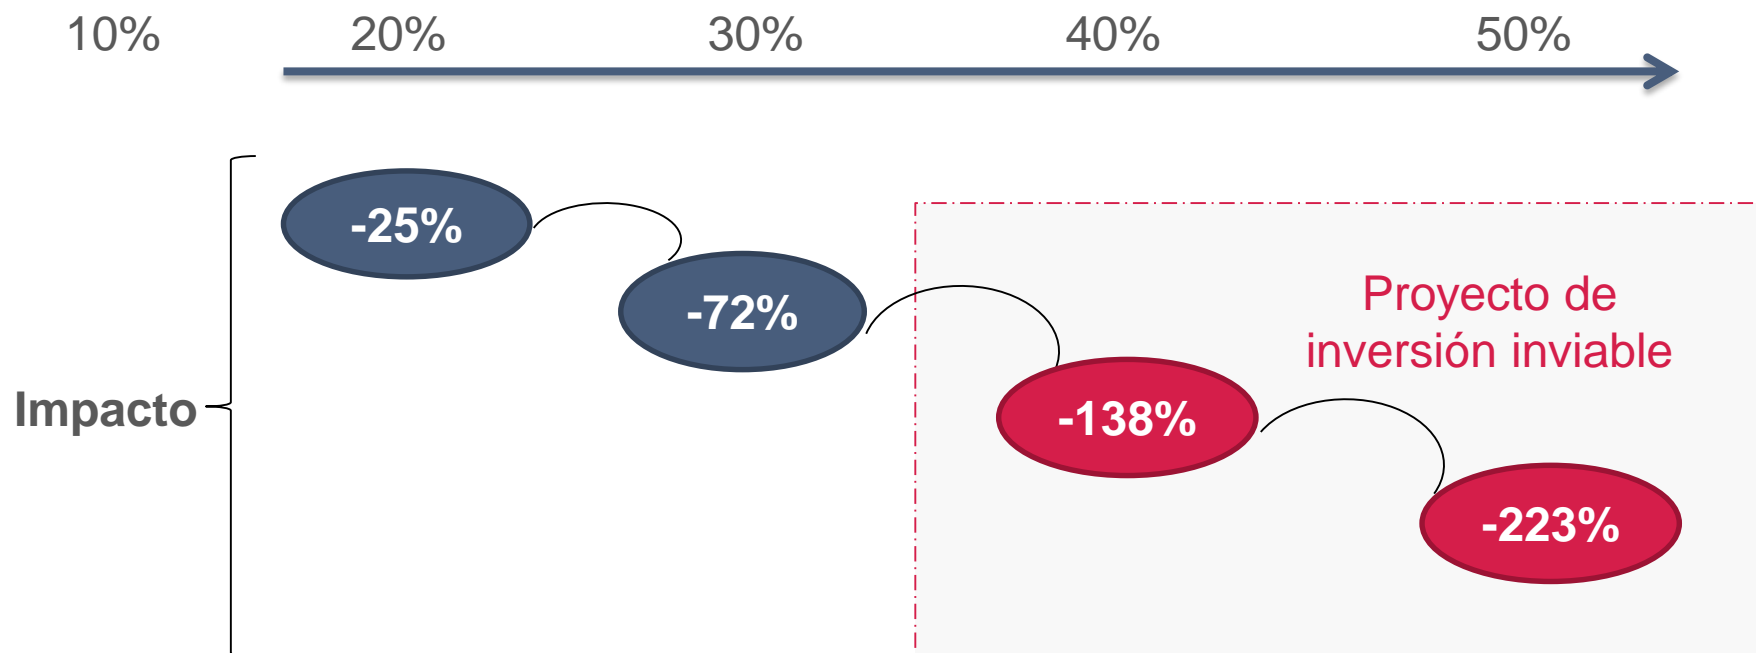 10% 20% 30% 40% 50%
-25%
-72%
Proyecto de
inversión inviable
Impacto
-138%
-223%